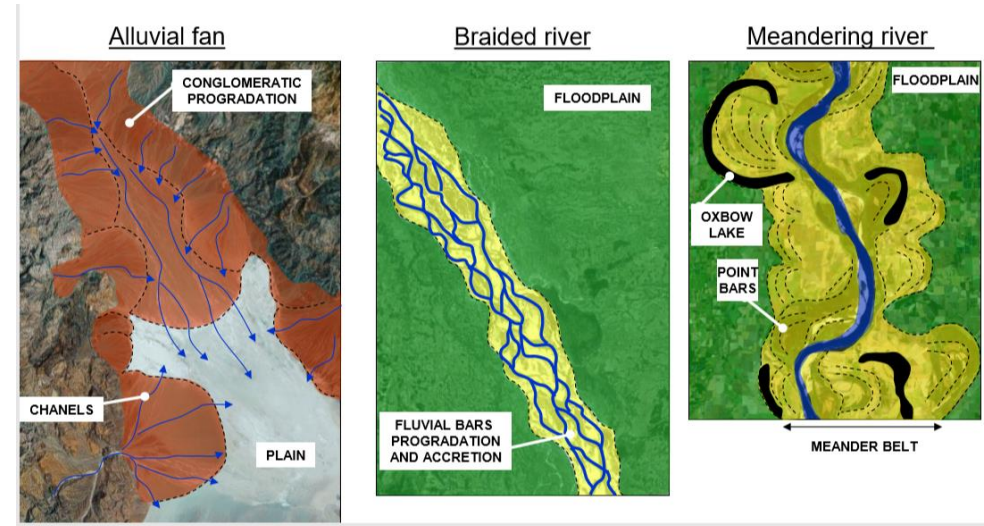 Alluvial fan
CONGLOMERATIC
PROGRADATION
CHANELS
PLAIN
Braided river
FLOODPLAIN
FLUVIAL BARS
PROGRADATION
AND ACCRETION
Meandering river
FLOODPLAIN
OXBOW
LAKE
POINT
BARS
MEANDER BELT